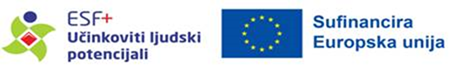 ESF+
Učinkoviti ljudski
potencijali
Sufinancira
Europska unija